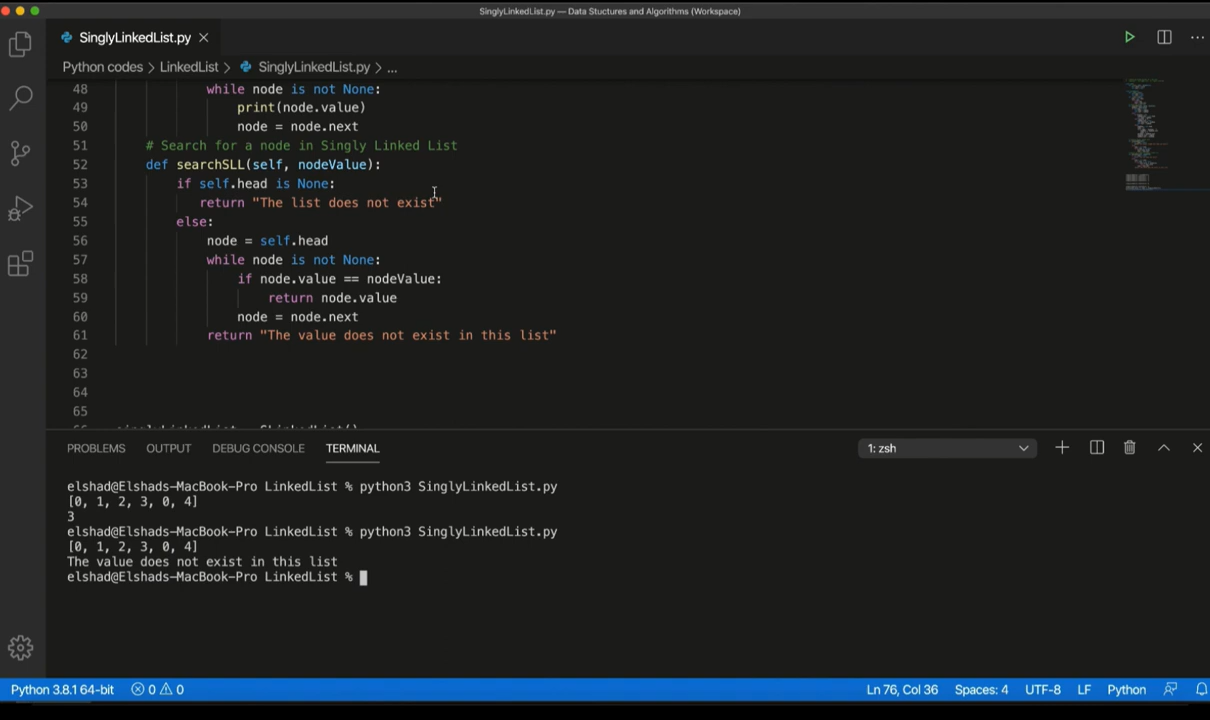 SinglyLinkedList.py — Data Stuctures and Algorithms (Workspace)
SinglyLinkedList.py
Python codes > LinkedList > SinglyLinkedList.py > ...
48 while node is not None:
49 print(node.value)
50 node = node.next
51 # Search for a node in Singly Linked List
52 def searchSLL(self, nodeValue):
53 if self.head is None:
54 return "The list does not exist"
55 else:
56 node = self.head
57 while node is not None:
58 if node.value == nodeValue:
59 return node.value
60 node = node.next
61 return "The value does not exist in this list"
62
63
64
65
PROBLEMS OUTPUT DEBUG CONSOLE TERMINAL 1: zsh
elshad@Elshads-MacBook-Pro LinkedList % python3 SinglyLinkedList.py
[0, 1, 2, 3, 0, 4]
3
elshad@Elshads-MacBook-Pro LinkedList % python3 SinglyLinkedList.py
[0, 1, 2, 3, 0, 4]
The value does not exist in this list
elshad@Elshads-MacBook-Pro LinkedList %
Python 3.8.1 64-bit 0 0 Ln 76, Col 36 Spaces: 4 UTF-8 LF Python